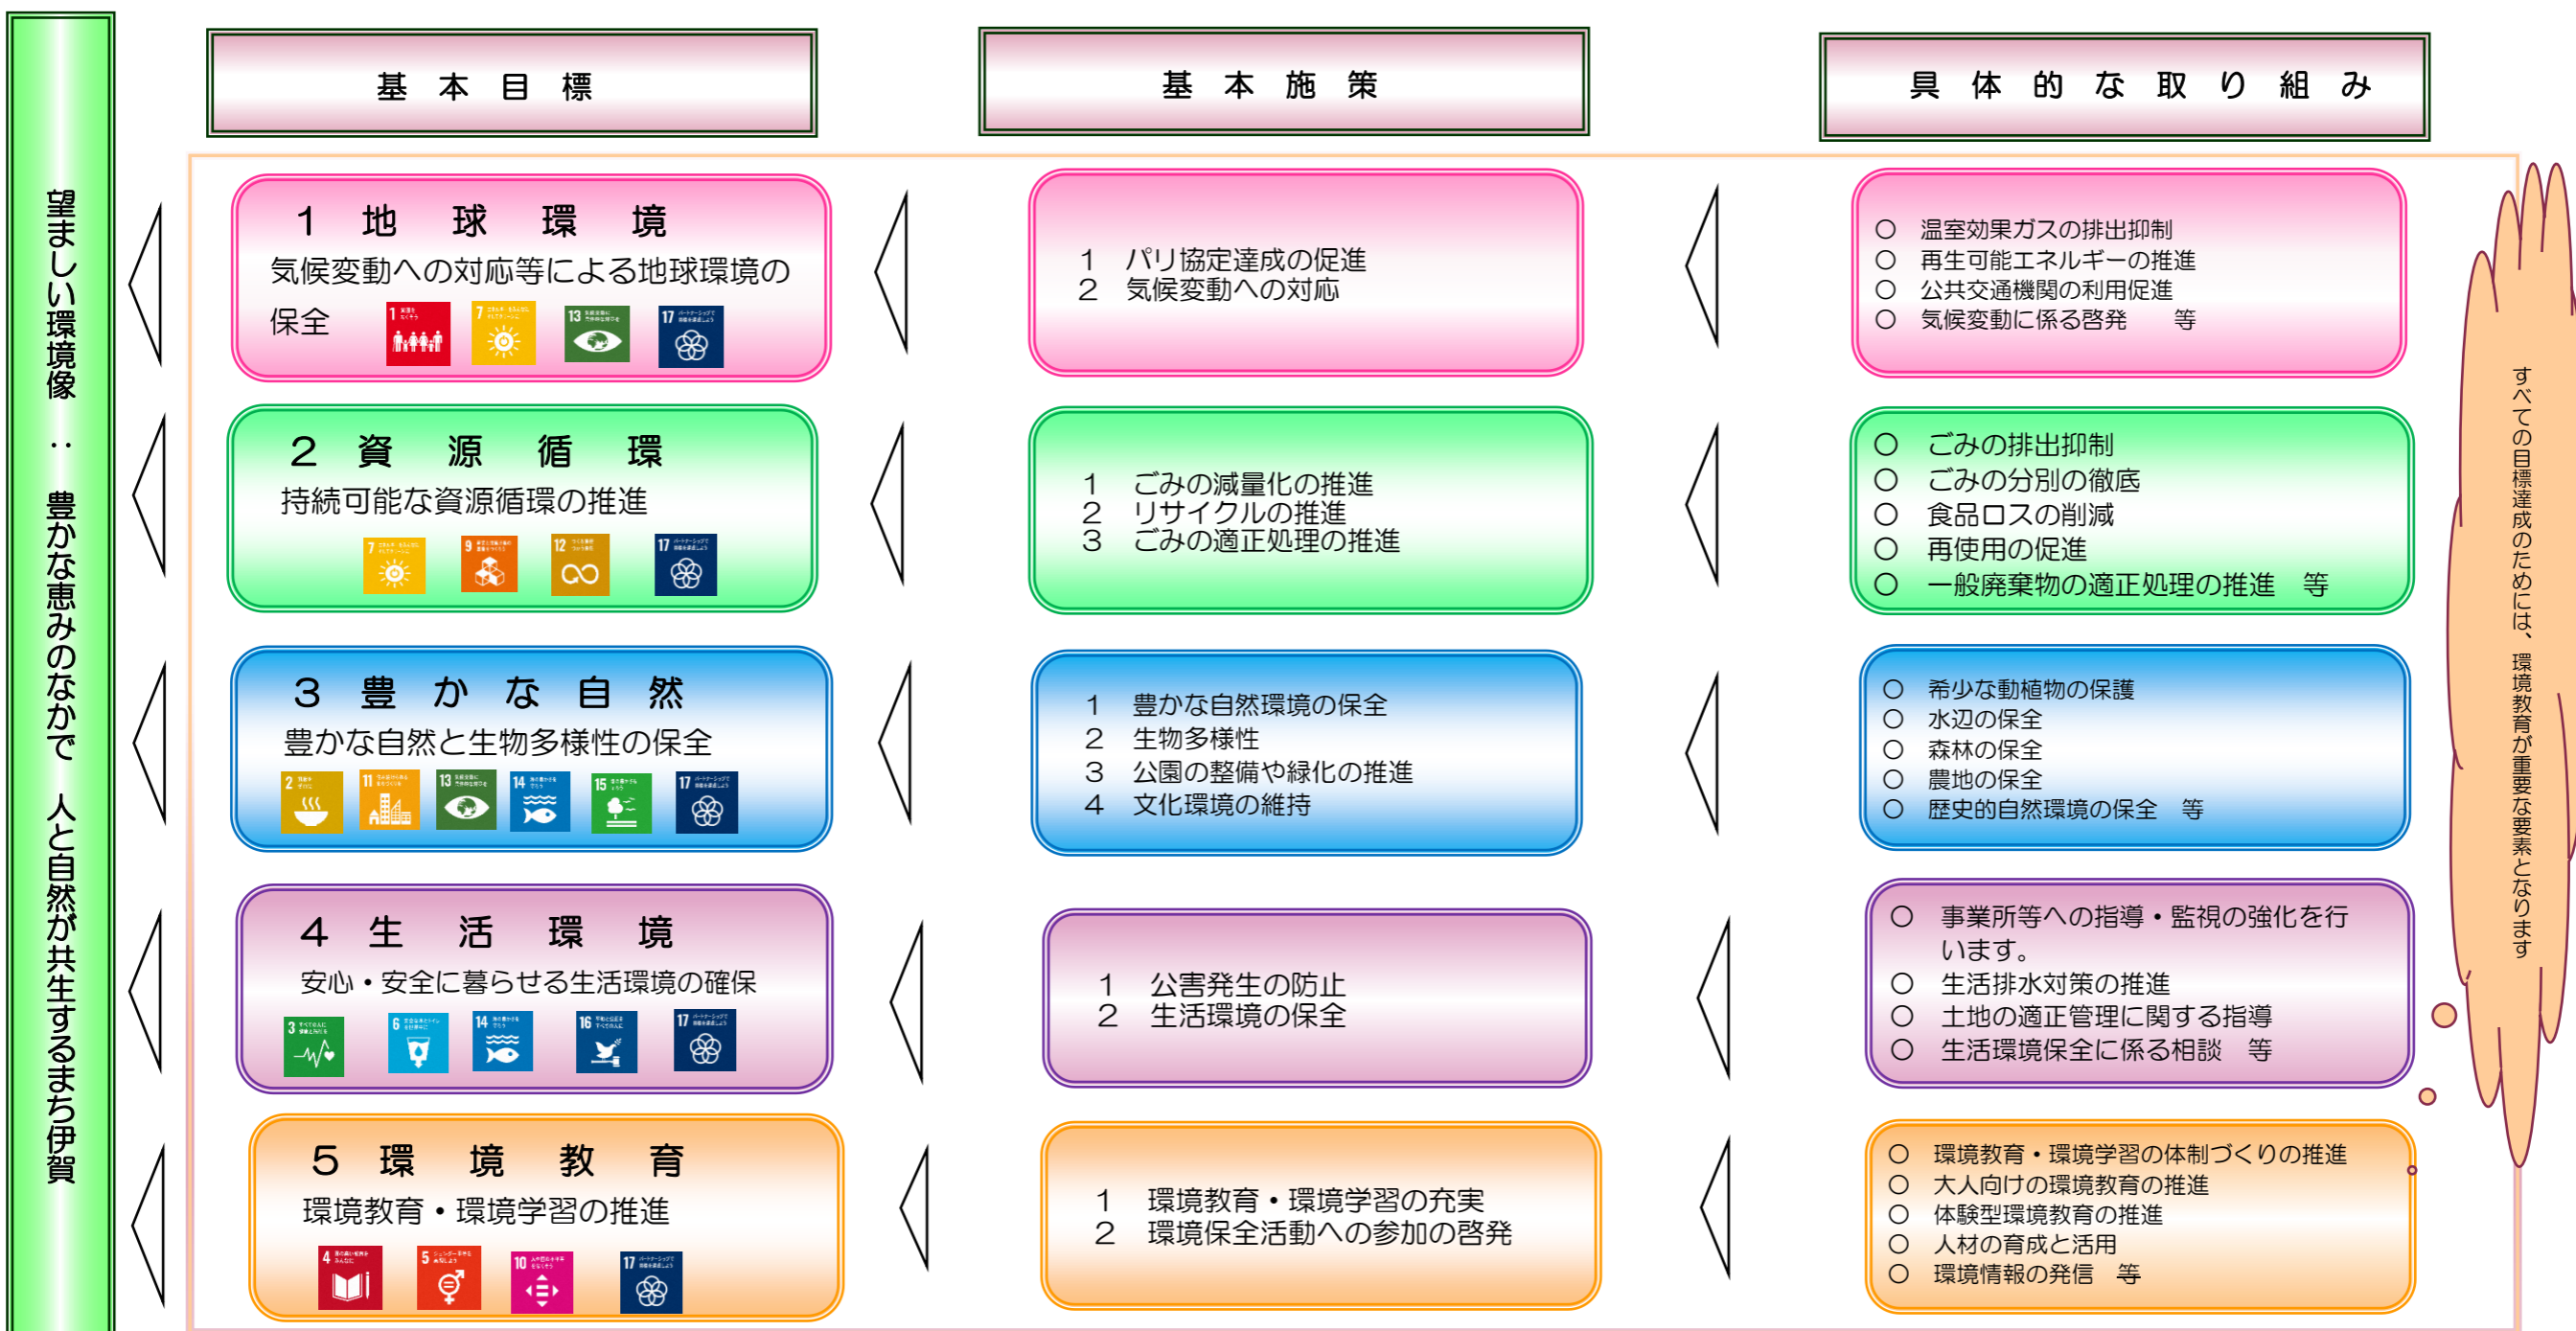 望ましい環境像 : 豊かな恵みのなかで 人と自然が共生するまち伊賀
基本目標
基本施策
具体的な取り組み
1 地球環境
気候変動への対応等による地球環境の
保全
1
7
13
17
1 パリ協定達成の促進
2 気候変動への対応
○ 温室効果ガスの排出抑制
○ 再生可能エネルギーの推進
○ 公共交通機関の利用促進
○ 気候変動に係る啓発 等
2 資源循環
持続可能な資源循環の推進
7
9
12
17
1 ごみの減量化の推進
2 リサイクルの推進
3 ごみの適正処理の推進
○ ごみの排出抑制
○ ごみの分別の徹底
○ 食品ロスの削減
○ 再使用の促進
○ 一般廃棄物の適正処理の推進 等
3 豊かな自然
豊かな自然と生物多様性の保全
2
11
13
14
15
17
1 豊かな自然環境の保全
2 生物多様性
3 公園の整備や緑化の推進
4 文化環境の維持
○ 希少な動植物の保護
○ 水辺の保全
○ 森林の保全
○ 農地の保全
○ 歴史的自然環境の保全 等
4 生活環境
安心・安全に暮らせる生活環境の確保
3
6
14
16
17
1 公害発生の防止
2 生活環境の保全
○ 事業所等への指導・監視の強化を行
います。
○ 生活排水対策の推進
○ 土地の適正管理に関する指導
○ 生活環境保全に係る相談 等
5 環境教育
環境教育・環境学習の推進
4
5
10
17
1 環境教育・環境学習の充実
2 環境保全活動への参加の啓発
○ 環境教育・環境学習の体制づくりの推進
○ 大人向けの環境教育の推進
○ 体験型環境教育の推進
○ 人材の育成と活用
○ 環境情報の発信 等
すべての目標達成のためには、環境教育が重要な要素となります